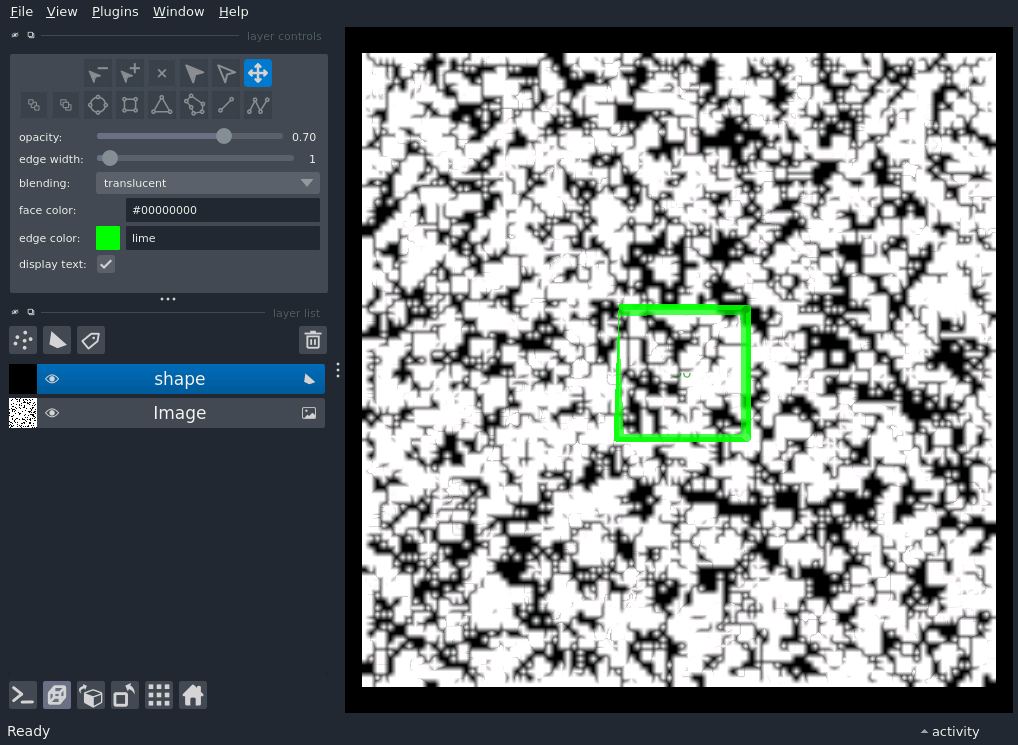 File View Plugins Window Help
layer controls
opacity: 0.70
edge width: 1
blending: translucent
face color: #00000000
edge color: lime
display text:
layer list
shape
Image
Ready
activity